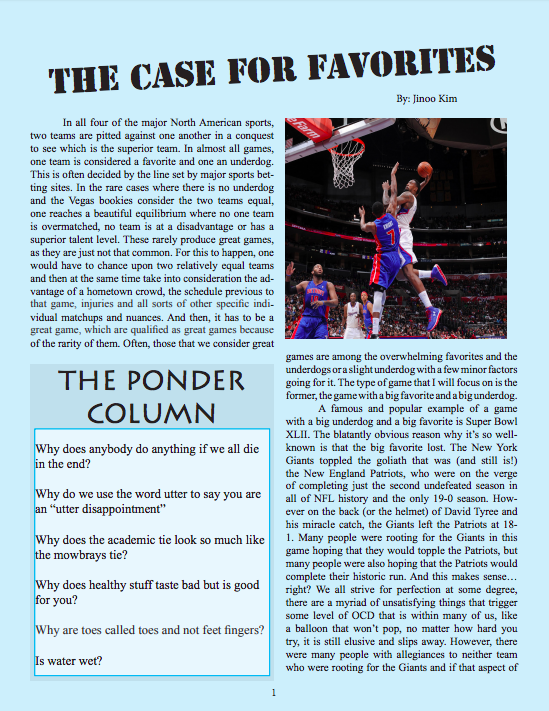 THE CASE FOR FAVORITES
By: Jinoo Kim
In all four of the major North American sports,
two teams are pitted against one another in a conquest
to see which is the superior team. In almost all games,
one team is considered a favorite and one an underdog.
This is often decided by the line set by major sports bet-
ting sites. In the rare cases where there is no underdog
and the Vegas bookies consider the two teams equal,
one reaches a beautiful equilibrium where no one team
is overmatched, no team is at a disadvantage or has a
superior talent level. These rarely produce great games,
as they are just not that common. For this to happen, one
would have to chance upon two relatively equal teams
and then at the same time take into consideration the ad-
vantage of a hometown crowd, the schedule previous to
that game, injuries and all sorts of other specific indi-
vidual matchups and nuances. And then, it has to be a
great game, which are qualified as great games because
of the rarity of them. Often, those we consider great
THE PONDER
COLUMN
Why does anybody do anything if we all die
in the end?
Why do we use the word utter to say you are
an “utter disappointment”
Why does the academic tie look so much like
the mowbrays tie?
Why does healthy stuff taste bad but is good
for you?
Why are toes called toes and not feet fingers?
Is water wet?
Farm
7
games are among the overwhelming favorites and the
underdogs or a slight underdog with a few minor factors
going for it. The type of game that I will focus on is the
former, the game with a big favorite and a big underdog.
A famous and popular example of a game
with a big underdog and a big favorite is Super Bowl
XLII. The blatantly obvious reason why it’s so well-
known is that the big favorite lost. The New York
Giants toppled the goliath that was (and still is!)
the New England Patriots, who were on the verge
of completing just the second undefeated season in
all of NFL history and the only 19-0 season. How-
ever on the back (or the helmet) of David Tyree and
his miracle catch, the Giants left the Patriots at 18-
1. Many people were rooting for the Giants in this
game hoping that they would topple the Patriots, but
many people were also hoping that the Patriots would
complete their historic run. And this makes sense…
right? We all strive for perfection at some degree,
there are a myriad of unsatisfying things that trigger
some level of OCD that is within many of us, like
a balloon that won’t pop, no matter how hard you
try, it is still elusive and slips away. However, there
were many people with allegiances to neither team
who were rooting for the Giants and if that aspect of
1